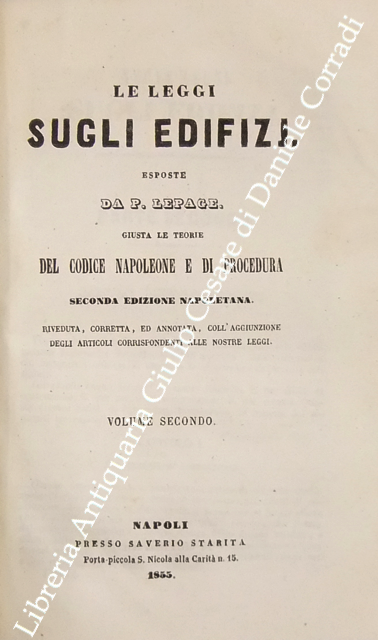 LE LEGGI
SUGLI EDIFIZJ,
ESPOSTE
DA P. LEPAGE.
GIUSTA LE TEORIE
DEL CODICE NAPOLEONE E DI PROCEDURA
SECONDA EDIZIONE NAPOLETANA.
RIVEDUTA, CORRETTA, ED ANNOTATA, COLL'AGGIUNZIONE
DEGLI ARTICOLI CORRISPONDENTI ALLE NOSTRE LEGGI.
VOLUME SECONDO.
NAPOLI
PRESSO SAVERIO STARITA
Porta-piccola S. Nicola alla Carità n. 15.
1855.
Libreria Antiquaria Giulio Cesare di Daniele Corradi